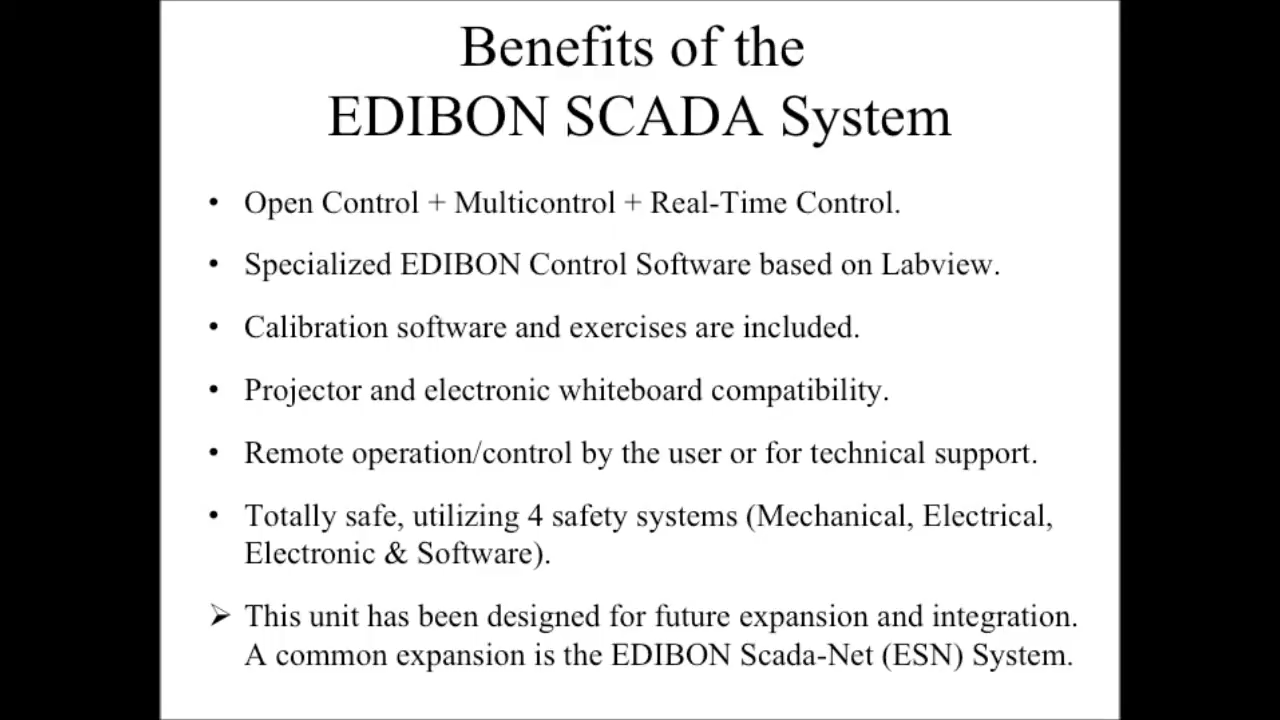 Benefits of the
EDIBON SCADA System
• Open Control + Multicontrol + Real-Time Control.
• Specialized EDIBON Control Software based on Labview.
• Calibration software and exercises are included.
• Projector and electronic whiteboard compatibility.
• Remote operation/control by the user or for technical support.
• Totally safe, utilizing 4 safety systems (Mechanical, Electrical,
Electronic & Software).
➢ This unit has been designed for future expansion and integration.
A common expansion is the EDIBON Scada-Net (ESN) System.